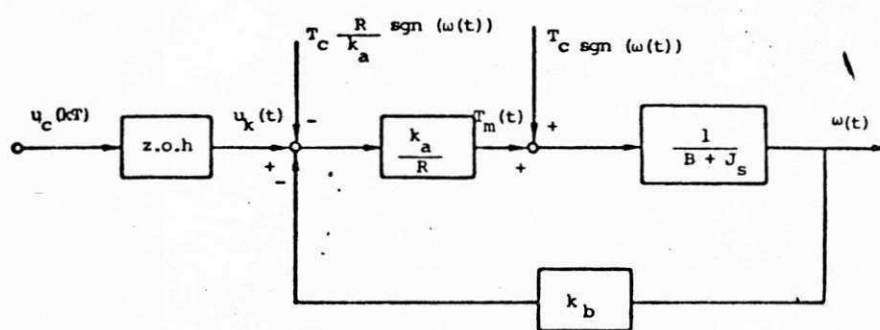 T_c R/k_a sgn (ω(t))
T_c sgn (ω(t))
u_c(kT)
z.o.h
u_k(t)
-
+
-
k_a/R
T_m(t)
+
+
1/(B + J_s)
ω(t)
k_b